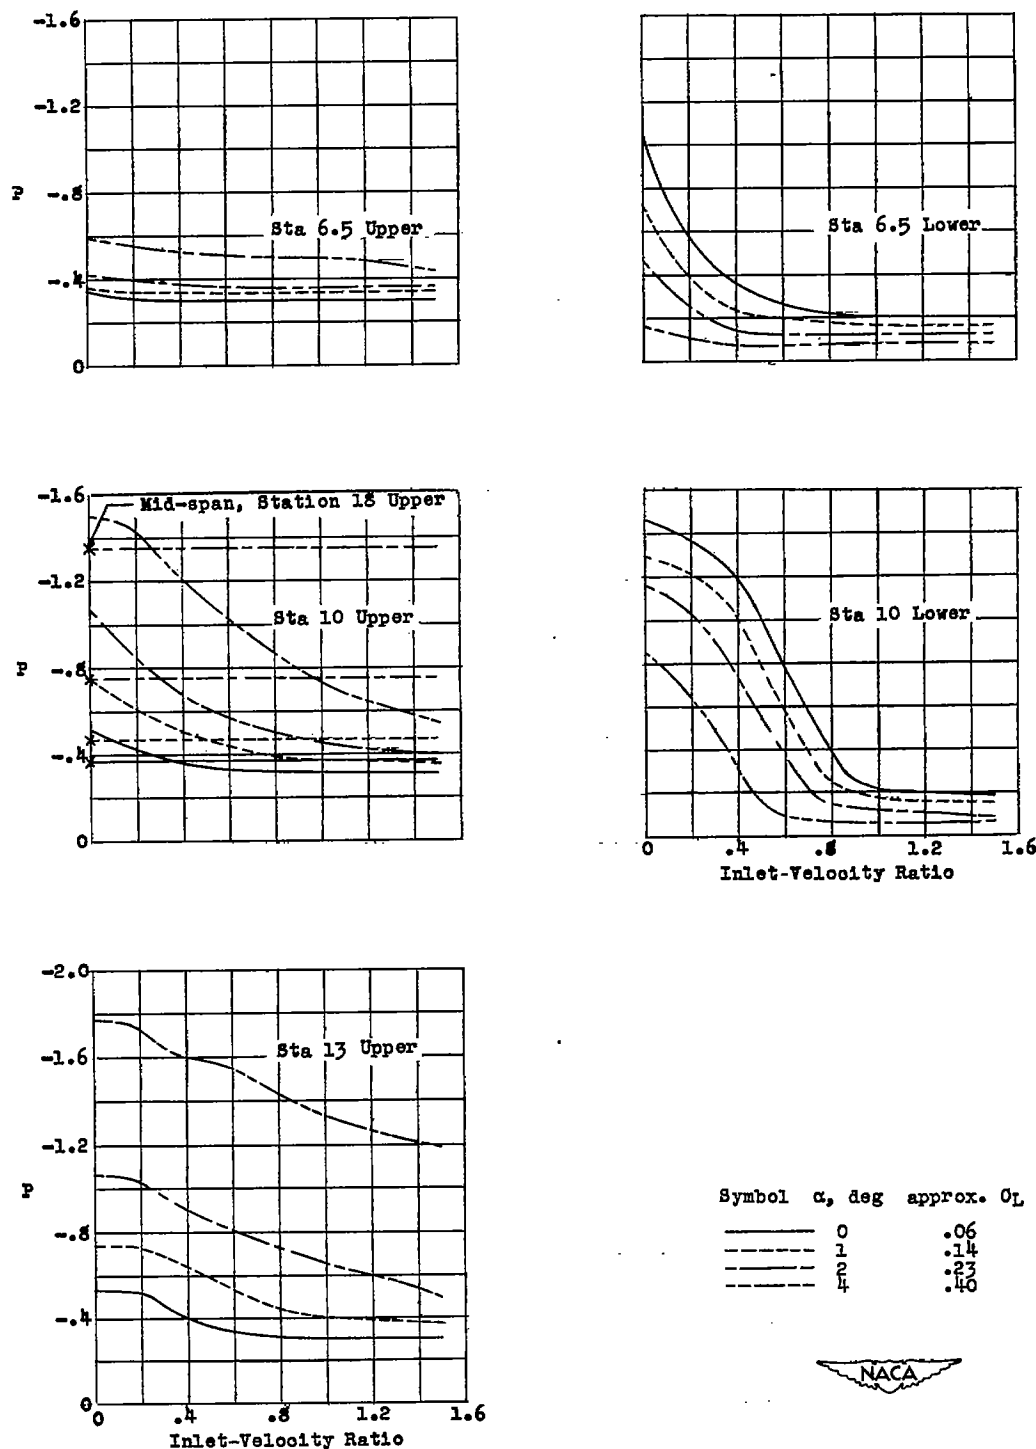 -1.6
-1.2
P
-.8
Sta 6.5 Upper
-.4
0
Sta 6.5 Lower
-1.6
Mid-span, Station 18 Upper
-1.2
Sta 10 Upper
P
-.8
-.4
0
Sta 10 Lower
0 .4 .8 1.2 1.6
Inlet-Velocity Ratio
-2.0
-1.6
Sta 13 Upper
-1.2
P
-.8
-.4
0
0 .4 .8 1.2 1.6
Inlet-Velocity Ratio
Symbol α, deg approx. CL
0 .06
1 .14
2 .23
4 .40
NACA